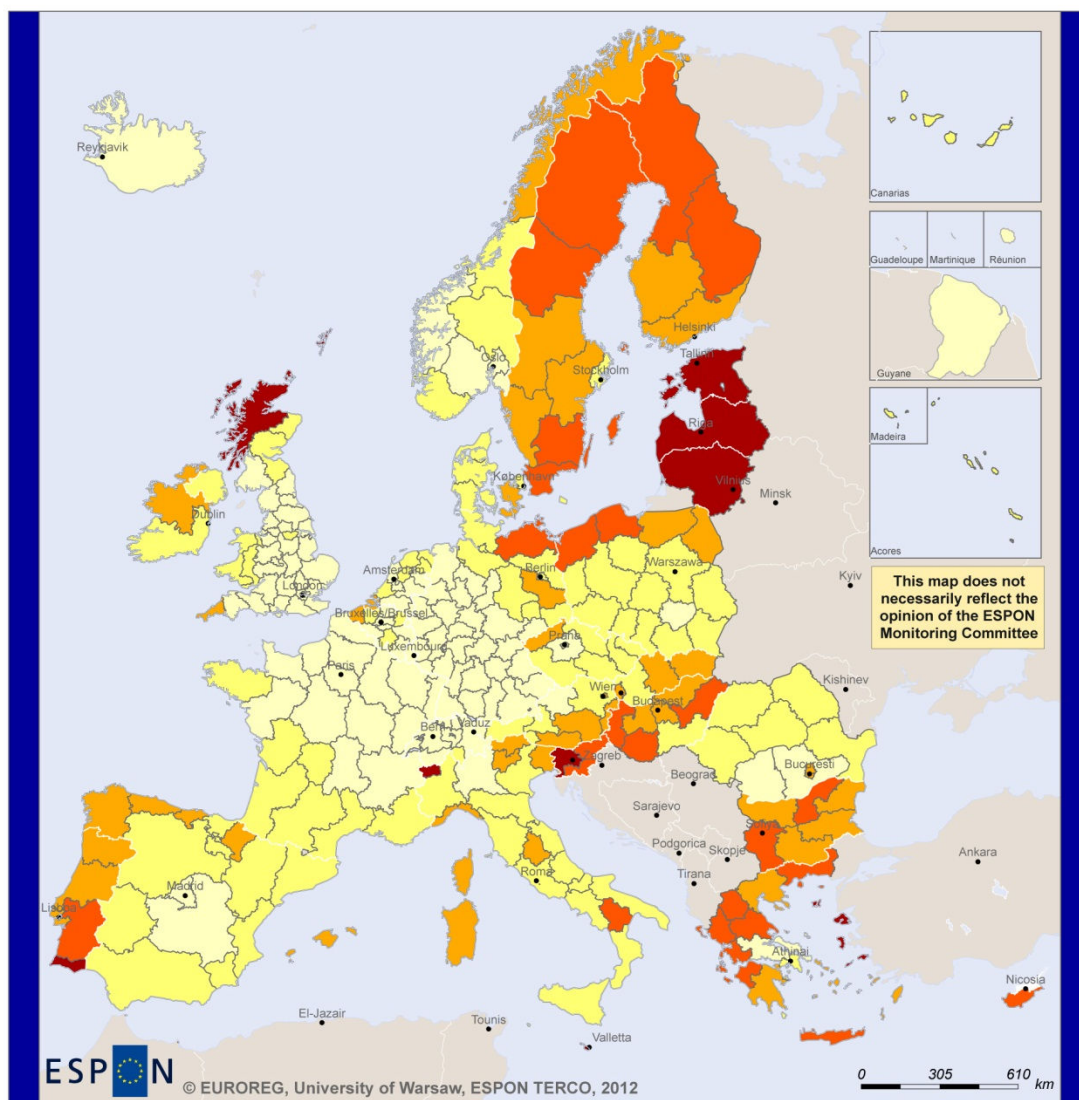 Reykjavik
Canarias
Guadeloupe
Martinique
Réunion
Guyane
Madeira
Acores
Oslo
Stockholm
Helsinki
Tallinn
Riga
Vilnius
Minsk
København
Dublin
London
Amsterdam
Berlin
Warszawa
Bruxelles/Brussel
Luxembourg
Praha
Kyiv
This map does not
necessarily reflect the
opinion of the ESPON
Monitoring Committee
Paris
Wien
Budapest
Kishinev
Bern
Vaduz
Zagreb
Bucuresti
Beograd
Sarajevo
Podgorica
Skopje
Tirana
Ankara
Madrid
Lisboa
Roma
Athinai
Nicosia
El-Jazair
Tounis
Valletta
ESPON
© EUROREG, University of Warsaw, ESPON TERCO, 2012
0 305 610
km